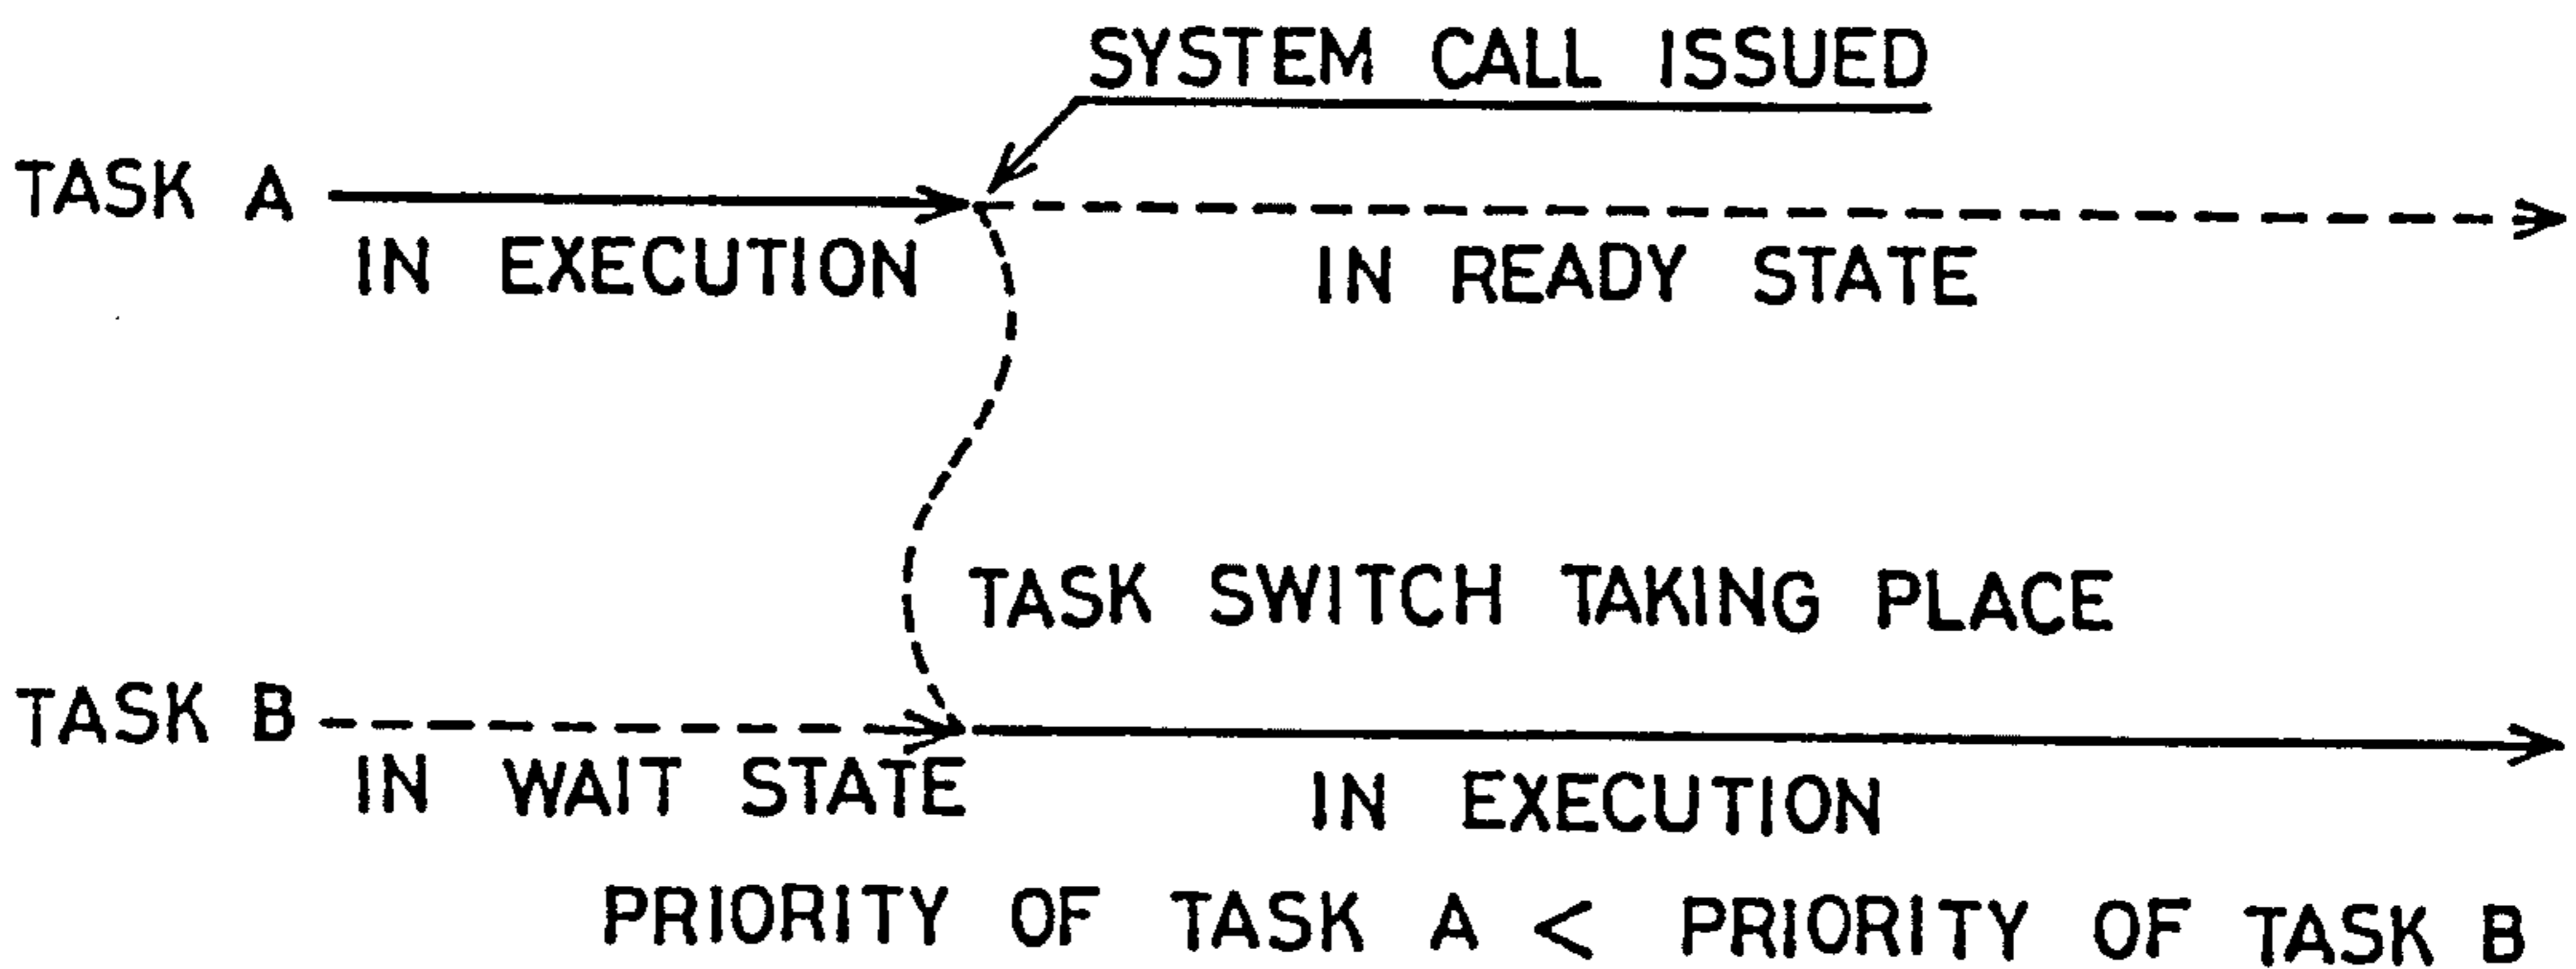 SYSTEM CALL ISSUED
TASK A
IN EXECUTION
IN READY STATE
TASK SWITCH TAKING PLACE
TASK B
IN WAIT STATE
IN EXECUTION
PRIORITY OF TASK A < PRIORITY OF TASK B